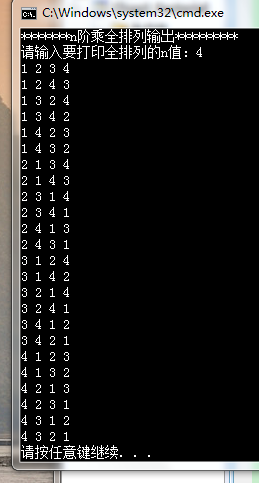 C:\Windows\system32\cmd.exe
*******n阶乘全排列输出*********
请输入要打印全排列的n值：4
1 2 3 4
1 2 4 3
1 3 2 4
1 3 4 2
1 4 2 3
1 4 3 2
2 1 3 4
2 1 4 3
2 3 1 4
2 3 4 1
2 4 1 3
2 4 3 1
3 1 2 4
3 1 4 2
3 2 1 4
3 2 4 1
3 4 1 2
3 4 2 1
4 1 2 3
4 1 3 2
4 2 1 3
4 2 3 1
4 3 1 2
4 3 2 1
请按任意键继续. . .